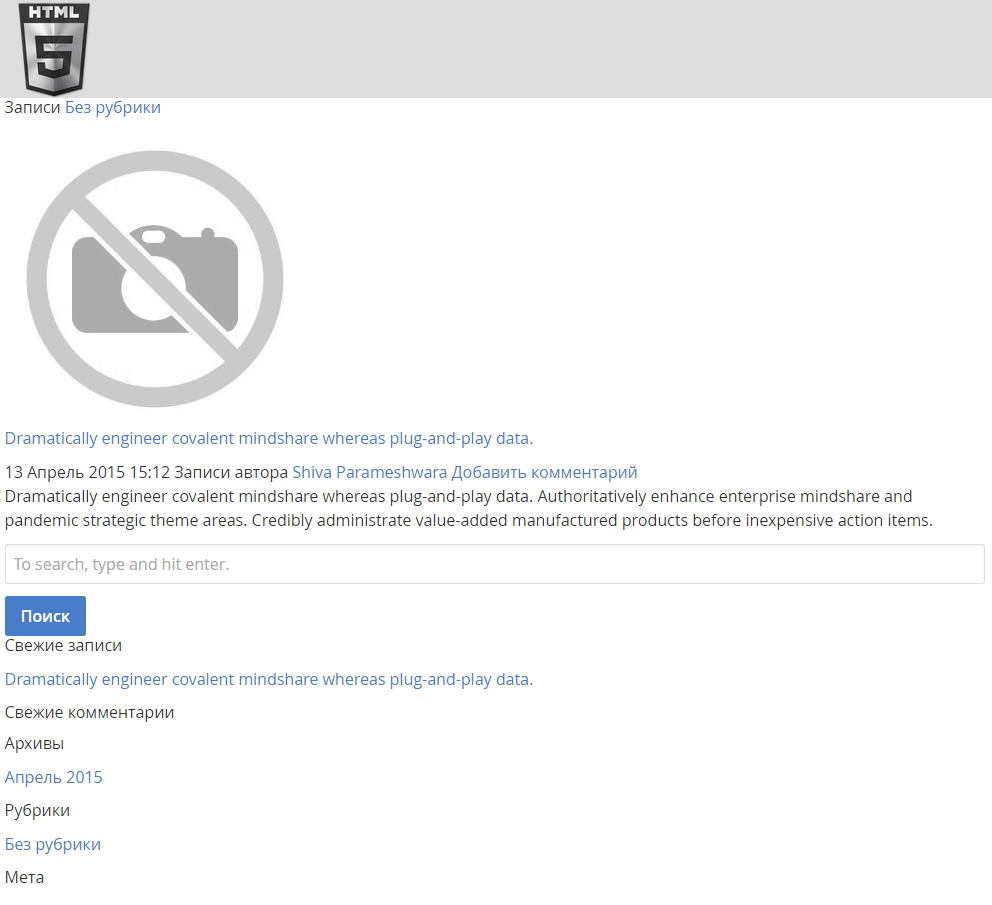 HTML
5
Записи Без рубрики
Dramatically engineer covalent mindshare whereas plug-and-play data.
13 Апрель 2015 15:12 Записи автора Shiva Parameshwara Добавить комментарий
Dramatically engineer covalent mindshare whereas plug-and-play data. Authoritatively enhance enterprise mindshare and
pandemic strategic theme areas. Credibly administrate value-added manufactured products before inexpensive action items.
To search, type and hit enter.
Поиск
Свежие записи
Dramatically engineer covalent mindshare whereas plug-and-play data.
Свежие комментарии
Архивы
Апрель 2015
Рубрики
Без рубрики
Мета